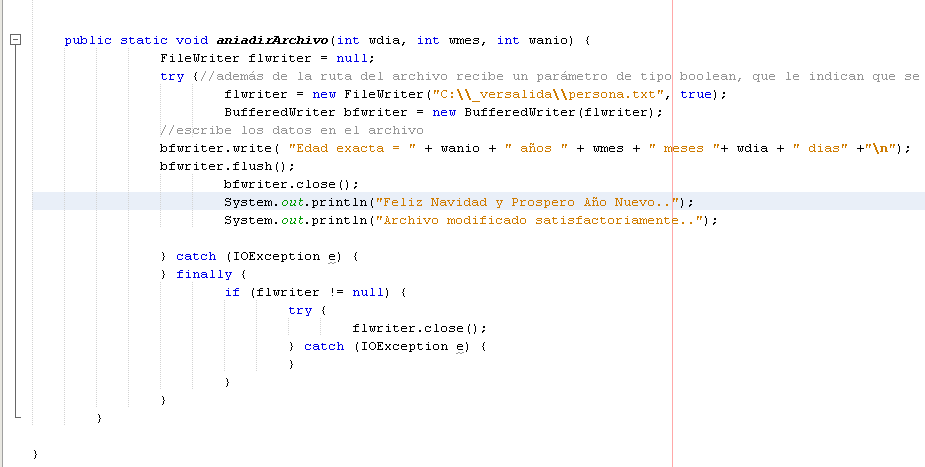 public static void aniadirArchivo(int wdia, int wmes, int wanio) {
FileWriter flwriter = null;
try {//además de la ruta del archivo recibe un parámetro de tipo boolean, que le indican que se
flwriter = new FileWriter("C:\\_versalida\\persona.txt", true);
BufferedWriter bfwriter = new BufferedWriter(flwriter);
//escribe los datos en el archivo
bfwriter.write( "Edad exacta = " + wanio + " años " + wmes + " meses "+ wdia + " dias" +"\n");
bfwriter.flush();
bfwriter.close();
System.out.println("Feliz Navidad y Prospero Año Nuevo..");
System.out.println("Archivo modificado satisfactoriamente..");
} catch (IOException e) {
} finally {
if (flwriter != null) {
try {
flwriter.close();
} catch (IOException e) {
}
}
}
}
}